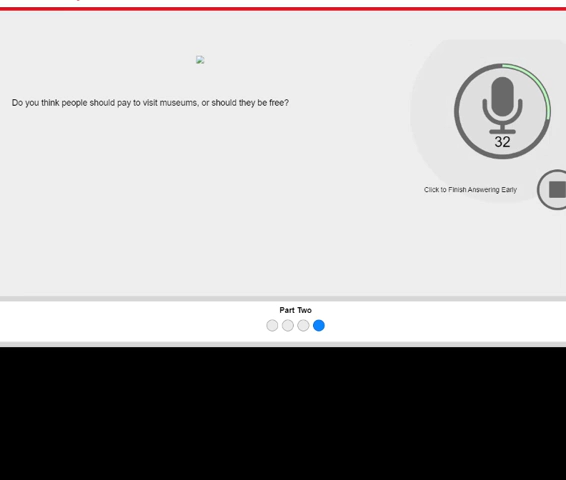 Do you think people should pay to visit museums, or should they be free?
32
Click to Finish Answering Early
Part Two